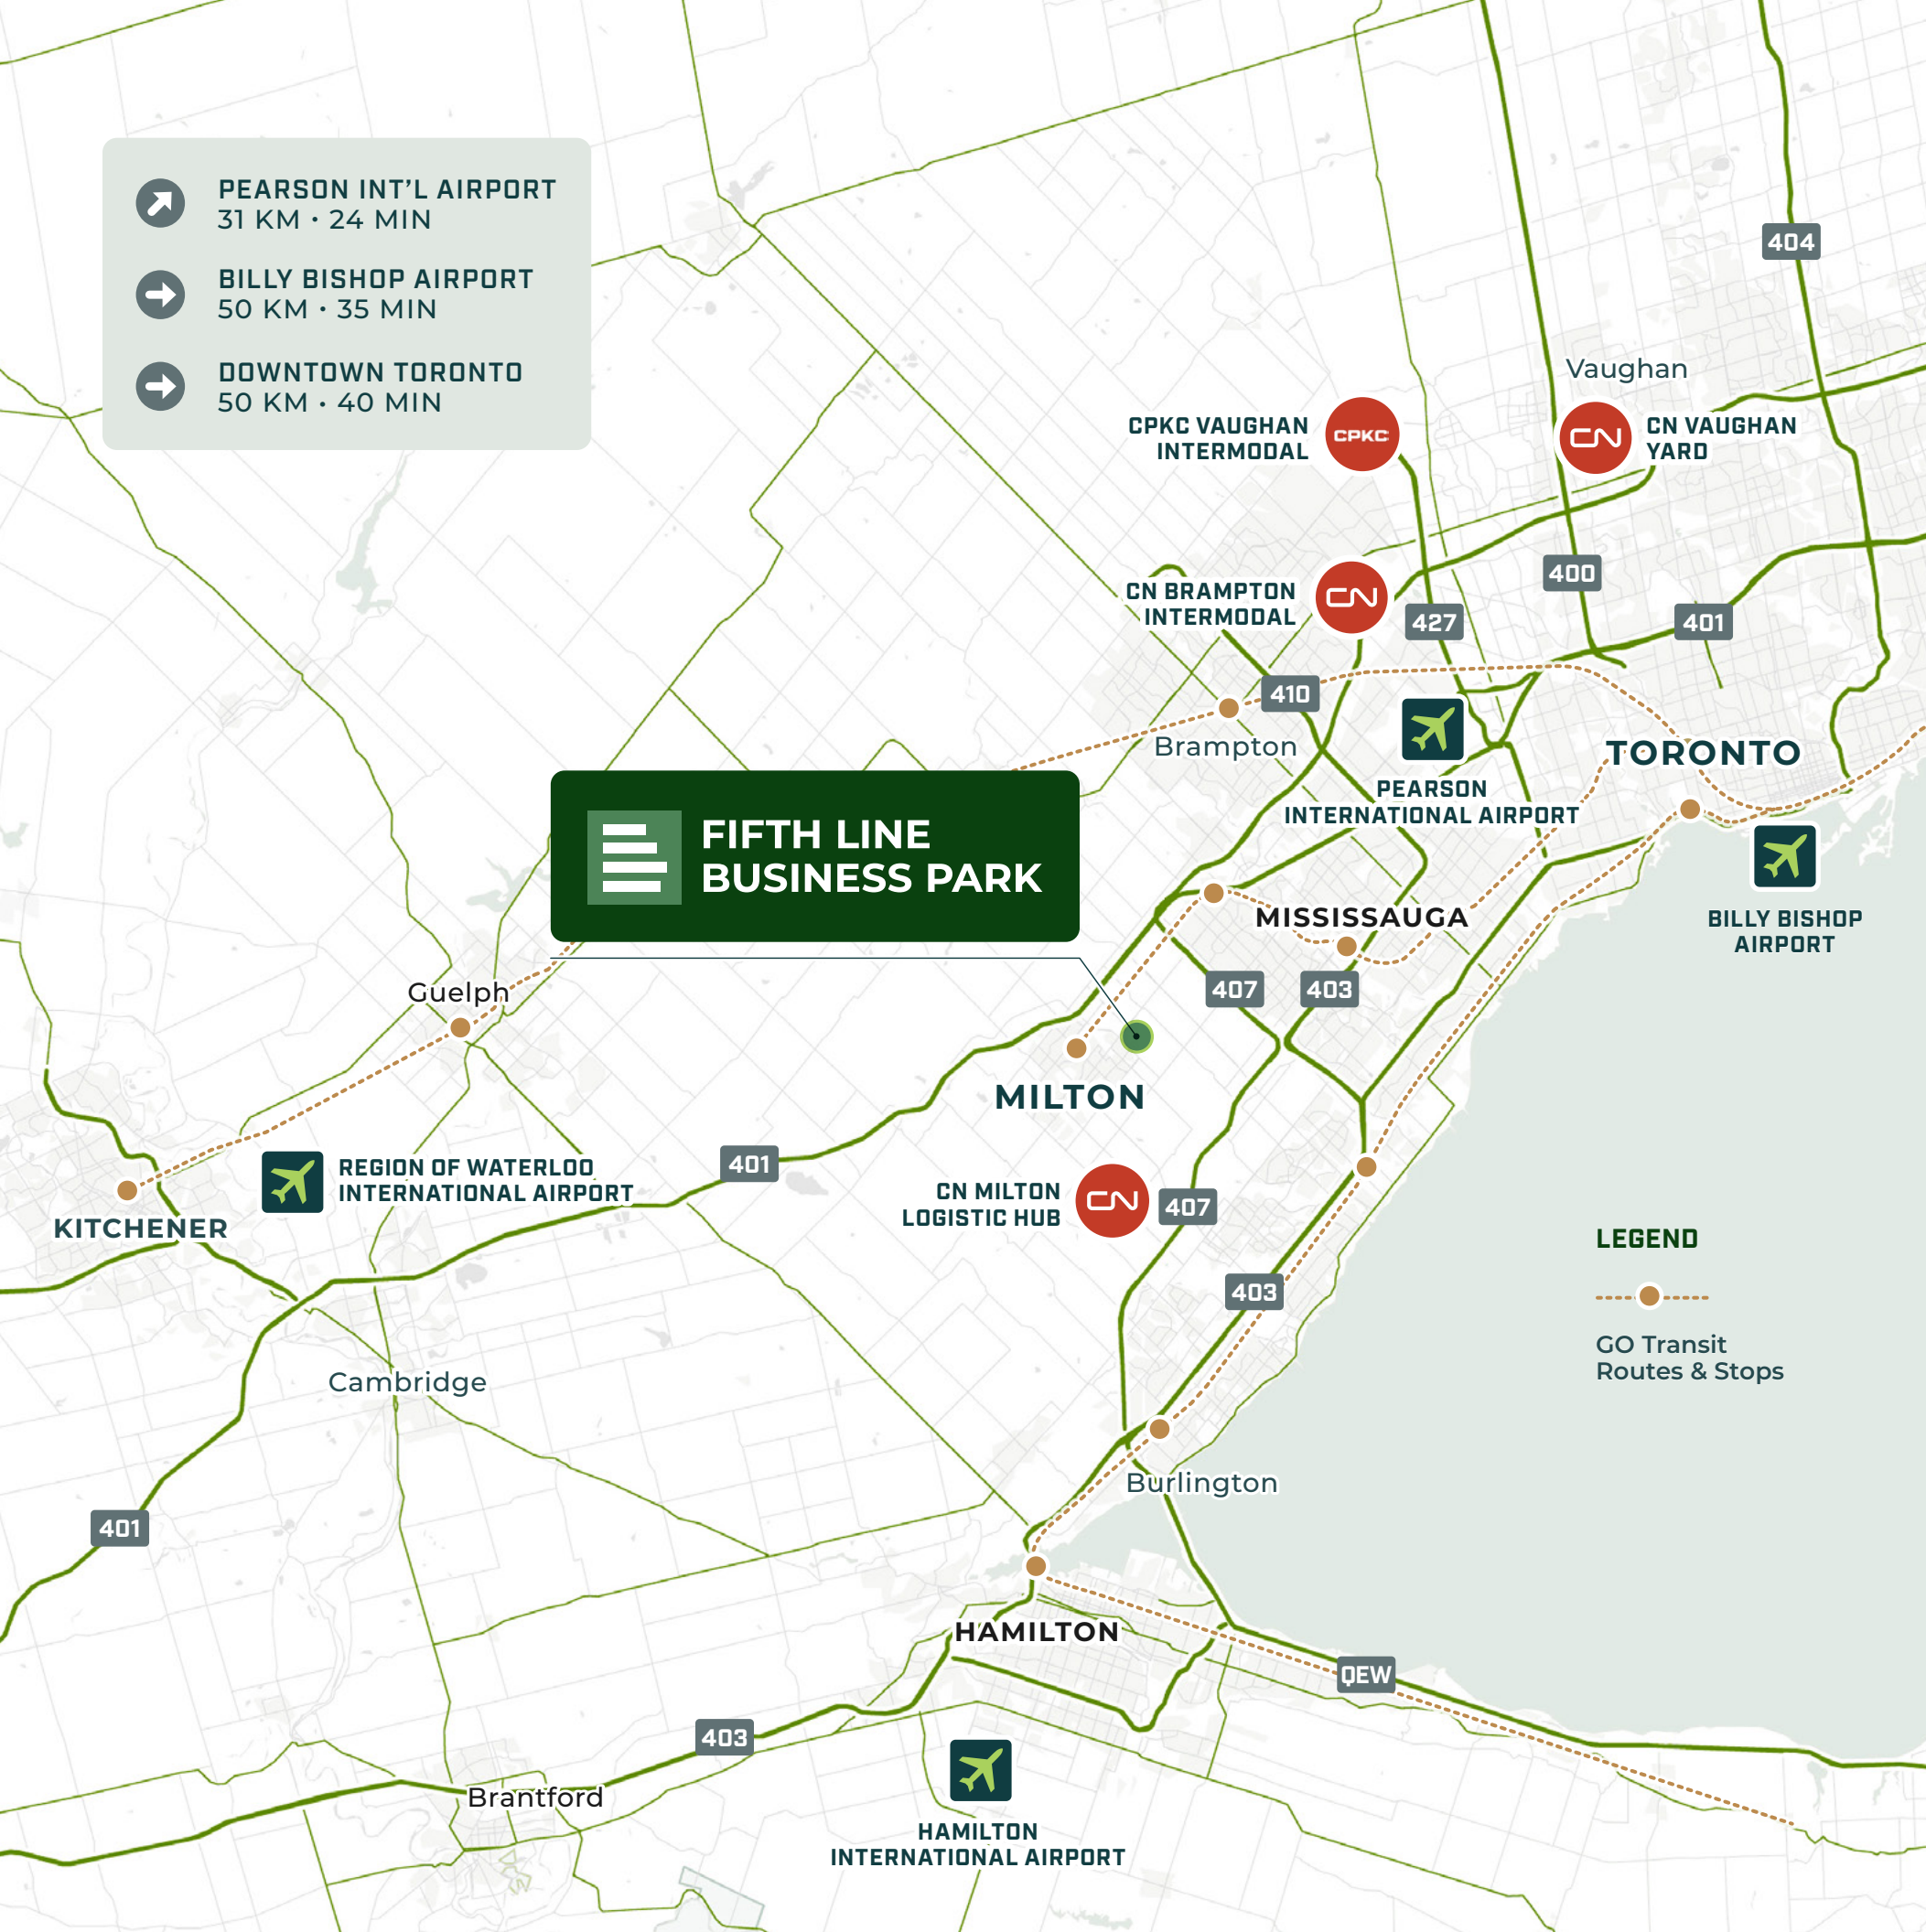 PEARSON INT'L AIRPORT
31 KM • 24 MIN
BILLY BISHOP AIRPORT
50 KM • 35 MIN
DOWNTOWN TORONTO
50 KM • 40 MIN
404
Vaughan
CPKC VAUGHAN
INTERMODAL
CPKC
CN
CN VAUGHAN
YARD
400
CN BRAMPTON
INTERMODAL
CN
427
401
410
Brampton
TORONTO
PEARSON
INTERNATIONAL AIRPORT
FIFTH LINE
BUSINESS PARK
MISSISSAUGA
BILLY BISHOP
AIRPORT
Guelph
407
403
MILTON
401
REGION OF WATERLOO
INTERNATIONAL AIRPORT
KITCHENER
CN MILTON
LOGISTIC HUB
CN
407
LEGEND
GO Transit
Routes & Stops
403
Cambridge
Burlington
401
HAMILTON
QEW
403
Brantford
HAMILTON
INTERNATIONAL AIRPORT